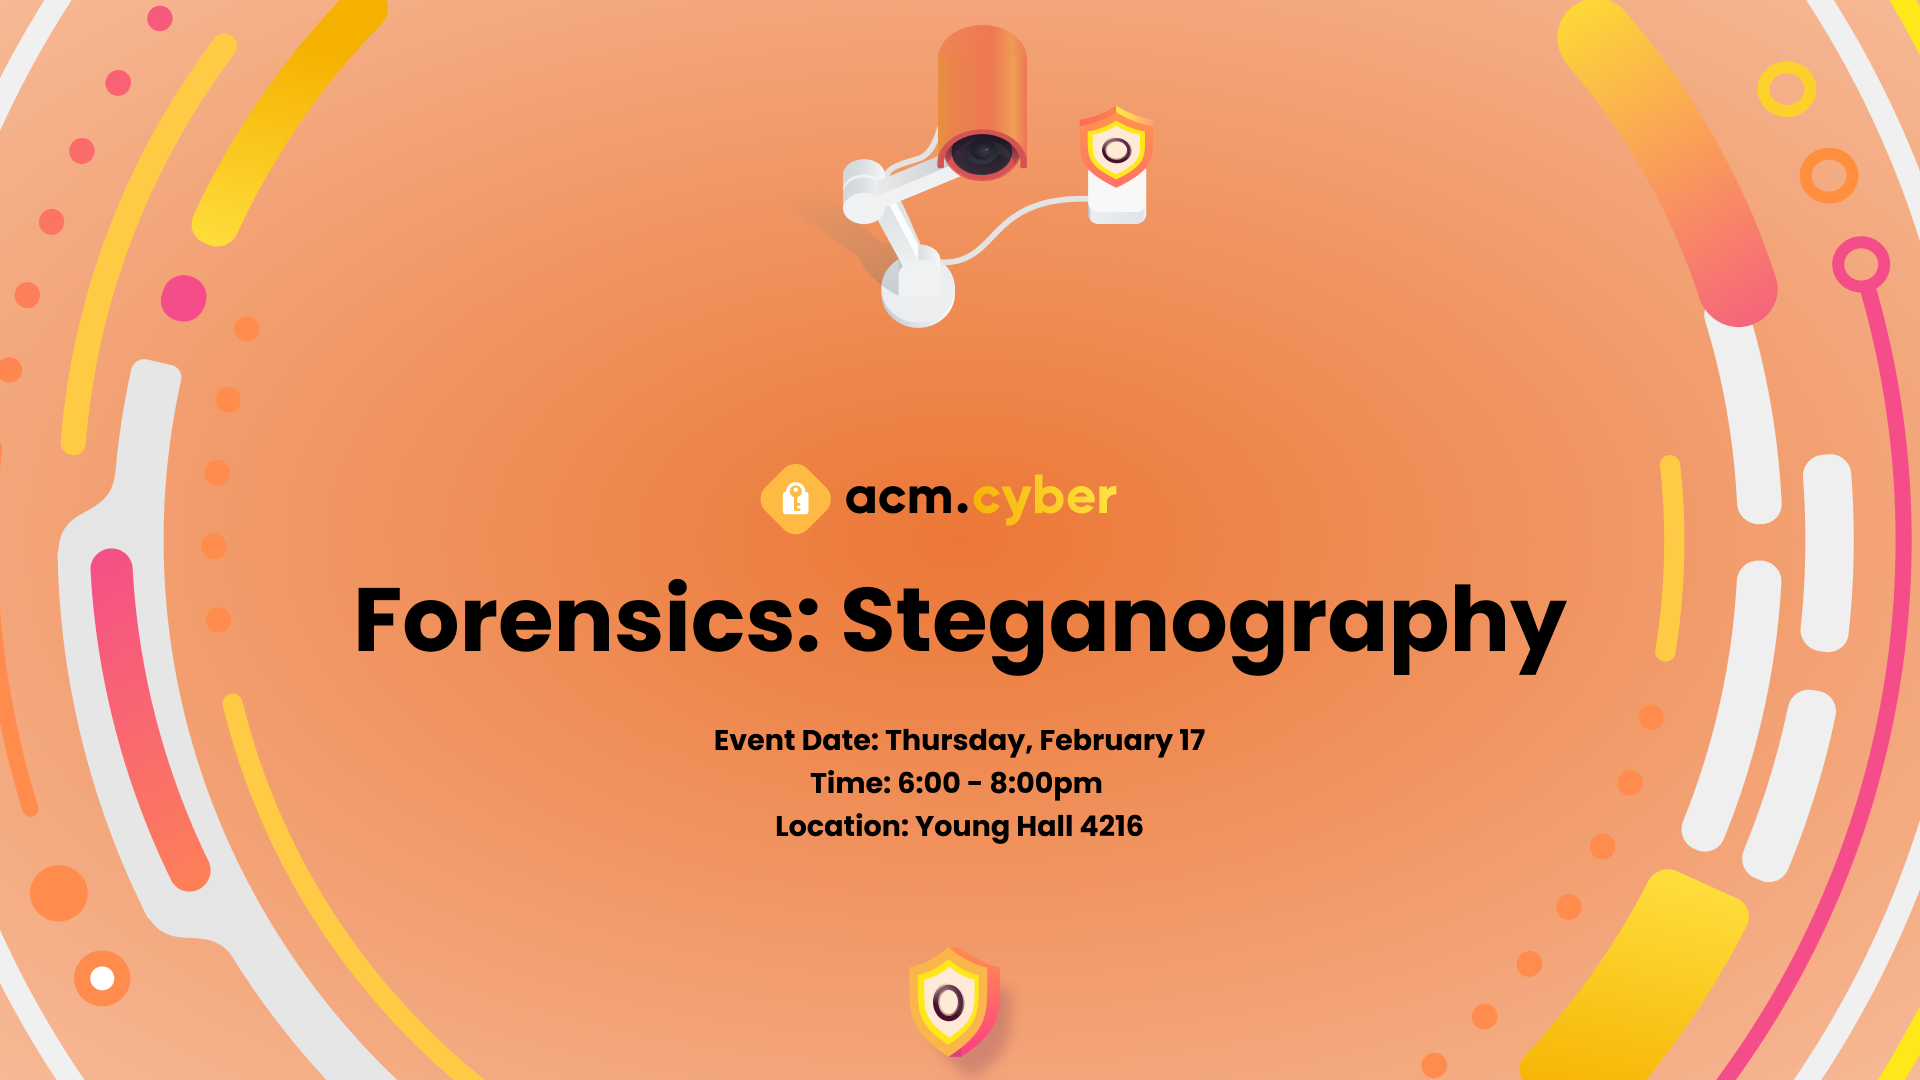 acm.cyber
Forensics: Steganography
Event Date: Thursday, February 17
Time: 6:00 - 8:00pm
Location: Young Hall 4216